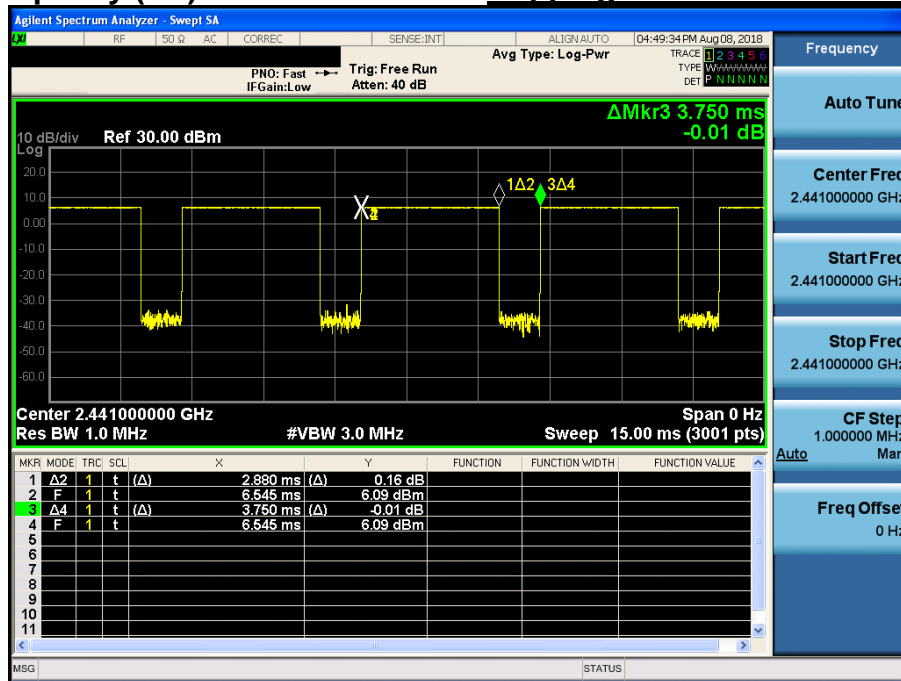 Agilent Spectrum Analyzer - Swept SA
LXI RF 50 Ω AC CORREC SENSE:INT ALIGN AUTO 04:49:34 PM Aug 08, 2018
PNO: Fast
IFGain:Low
Trig: Free Run
Atten: 40 dB
Avg Type: Log-Pwr
TRACE 1 2 3 4 5 6
TYPE WWWWWWW
DET P N N N N N
ΔMkr3 3.750 ms
-0.01 dB
10 dB/div Ref 30.00 dBm
Log
20.0
10.0
0.00
-10.0
-20.0
-30.0
-40.0
-50.0
-60.0
1Δ2 3Δ4
X
Center 2.441000000 GHz Span 0 Hz
Res BW 1.0 MHz #VBW 3.0 MHz Sweep 15.00 ms (3001 pts)
MKR MODE TRC SCL X Y FUNCTION FUNCTION WIDTH FUNCTION VALUE
1 Δ2 1 t (Δ) 2.880 ms (Δ) 0.16 dB
2 F 1 t 6.545 ms 6.09 dBm
3 Δ4 1 t (Δ) 3.750 ms (Δ) -0.01 dB
4 F 1 t 6.545 ms 6.09 dBm
5
6
7
8
9
10
11
MSG STATUS
Frequency
Auto Tune
Center Freq
2.441000000 GHz
Start Freq
2.441000000 GHz
Stop Freq
2.441000000 GHz
CF Step
1.000000 MHz
Auto Man
Freq Offset
0 Hz